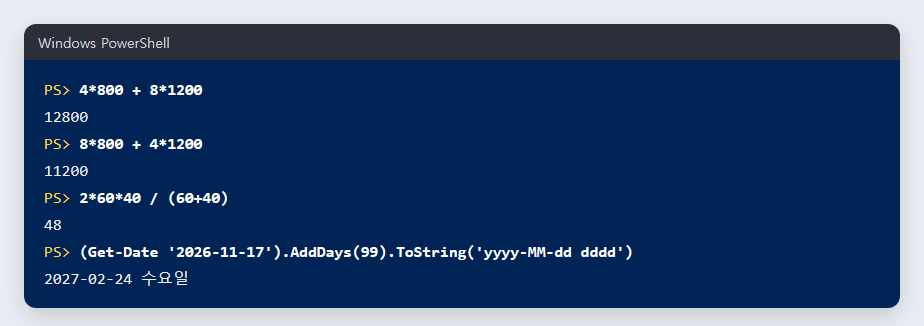 Windows PowerShell
PS> 4*800 + 8*1200
12800
PS> 8*800 + 4*1200
11200
PS> 2*60*40 / (60+40)
48
PS> (Get-Date '2026-11-17').AddDays(99).ToString('yyyy-MM-dd dddd')
2027-02-24 수요일